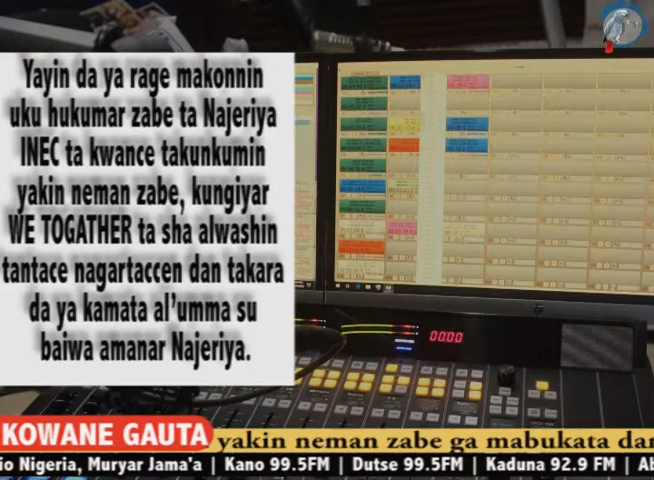 Yayin da ya rage makonnin
uku hukumar zabe ta Najeriya
INEC ta kwance takunkumin
yakin neman zabe, kungiyar
WE TOGATHER ta sha alwashin
tantace nagartaccen dan takara
da ya kamata al'umma su
baiwa amanar Najeriya.
00:00
KOWANE GAUTA yakin neman zabe ga mabukata dan
io Nigeria, Muryar Jama'a | Kano 99.5FM | Dutse 99.5FM | Kaduna 92.9 FM | Ab